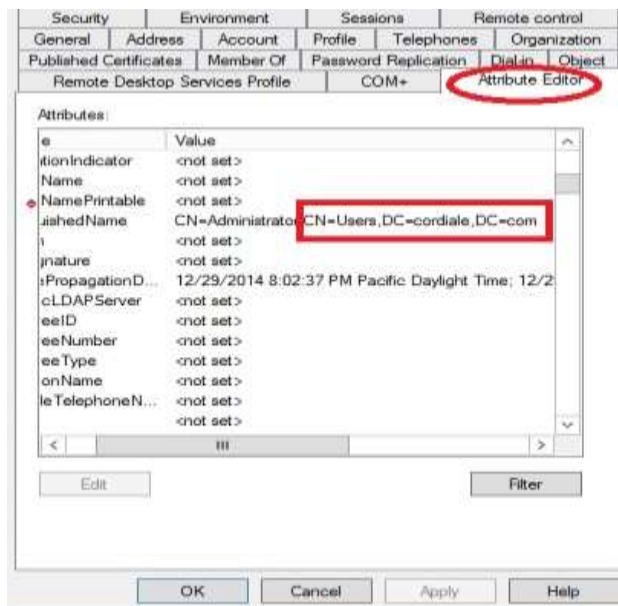 Security Environment Sessions Remote control
General Address Account Profile Telephones Organization
Published Certificates Member Of Password Replication Dial-in Object
Remote Desktop Services Profile COM+ Attribute Editor
Attributes:
e Value
itionIndicator <not set>
Name <not set>
NamePrintable <not set>
uishedName CN=Administrator CN=Users,DC=cordiale,DC=com
<not set>
gnature <not set>
PropagationD... 12/29/2014 8:02:37 PM Pacific Daylight Time; 12/2
cLDAPServer <not set>
eeID <not set>
eeNumber <not set>
eeType <not set>
onName <not set>
leTelephoneN... <not set>
<not set>
Edit Filter
OK Cancel Apply Help